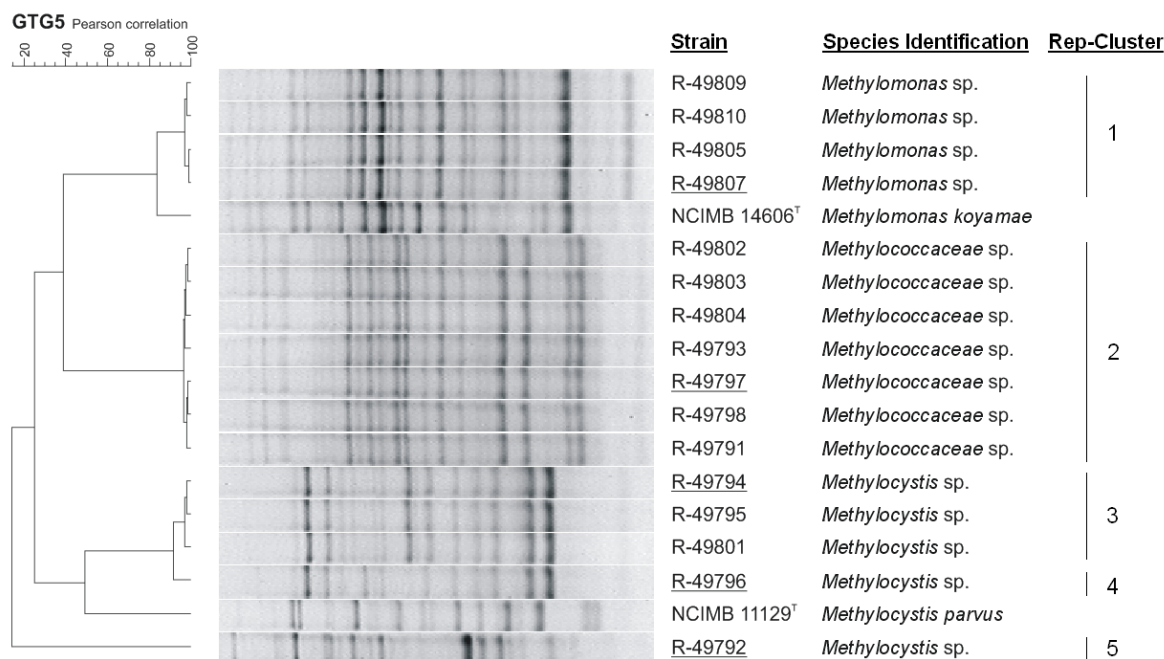 GTG5 Pearson correlation
20 40 60 80 100
Strain Species Identification Rep-Cluster
R-49809 Methylomonas sp.
R-49810 Methylomonas sp.
1
R-49805 Methylomonas sp.
R-49807 Methylomonas sp.
NCIMB 14606ᵀ Methylomonas koyamae
R-49802 Methylococcaceae sp.
R-49803 Methylococcaceae sp.
R-49804 Methylococcaceae sp.
R-49793 Methylococcaceae sp. 2
R-49797 Methylococcaceae sp.
R-49798 Methylococcaceae sp.
R-49791 Methylococcaceae sp.
R-49794 Methylocystis sp.
R-49795 Methylocystis sp. 3
R-49801 Methylocystis sp.
R-49796 Methylocystis sp. 4
NCIMB 11129ᵀ Methylocystis parvus
R-49792 Methylocystis sp. 5